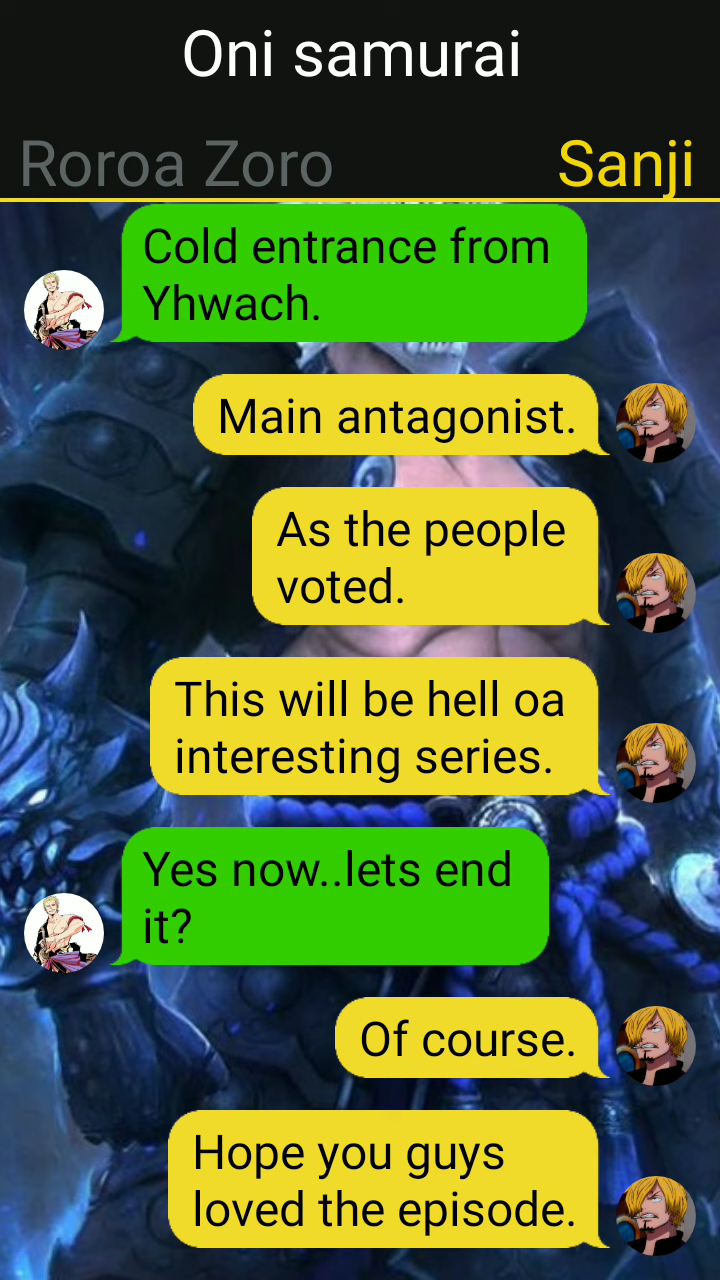 Oni samurai
Roroa Zoro
Sanji
Cold entrance from
Yhwach.
Main antagonist.
As the people
voted.
This will be hell oa
interesting series.
Yes now..lets end
it?
Of course.
Hope you guys
loved the episode.